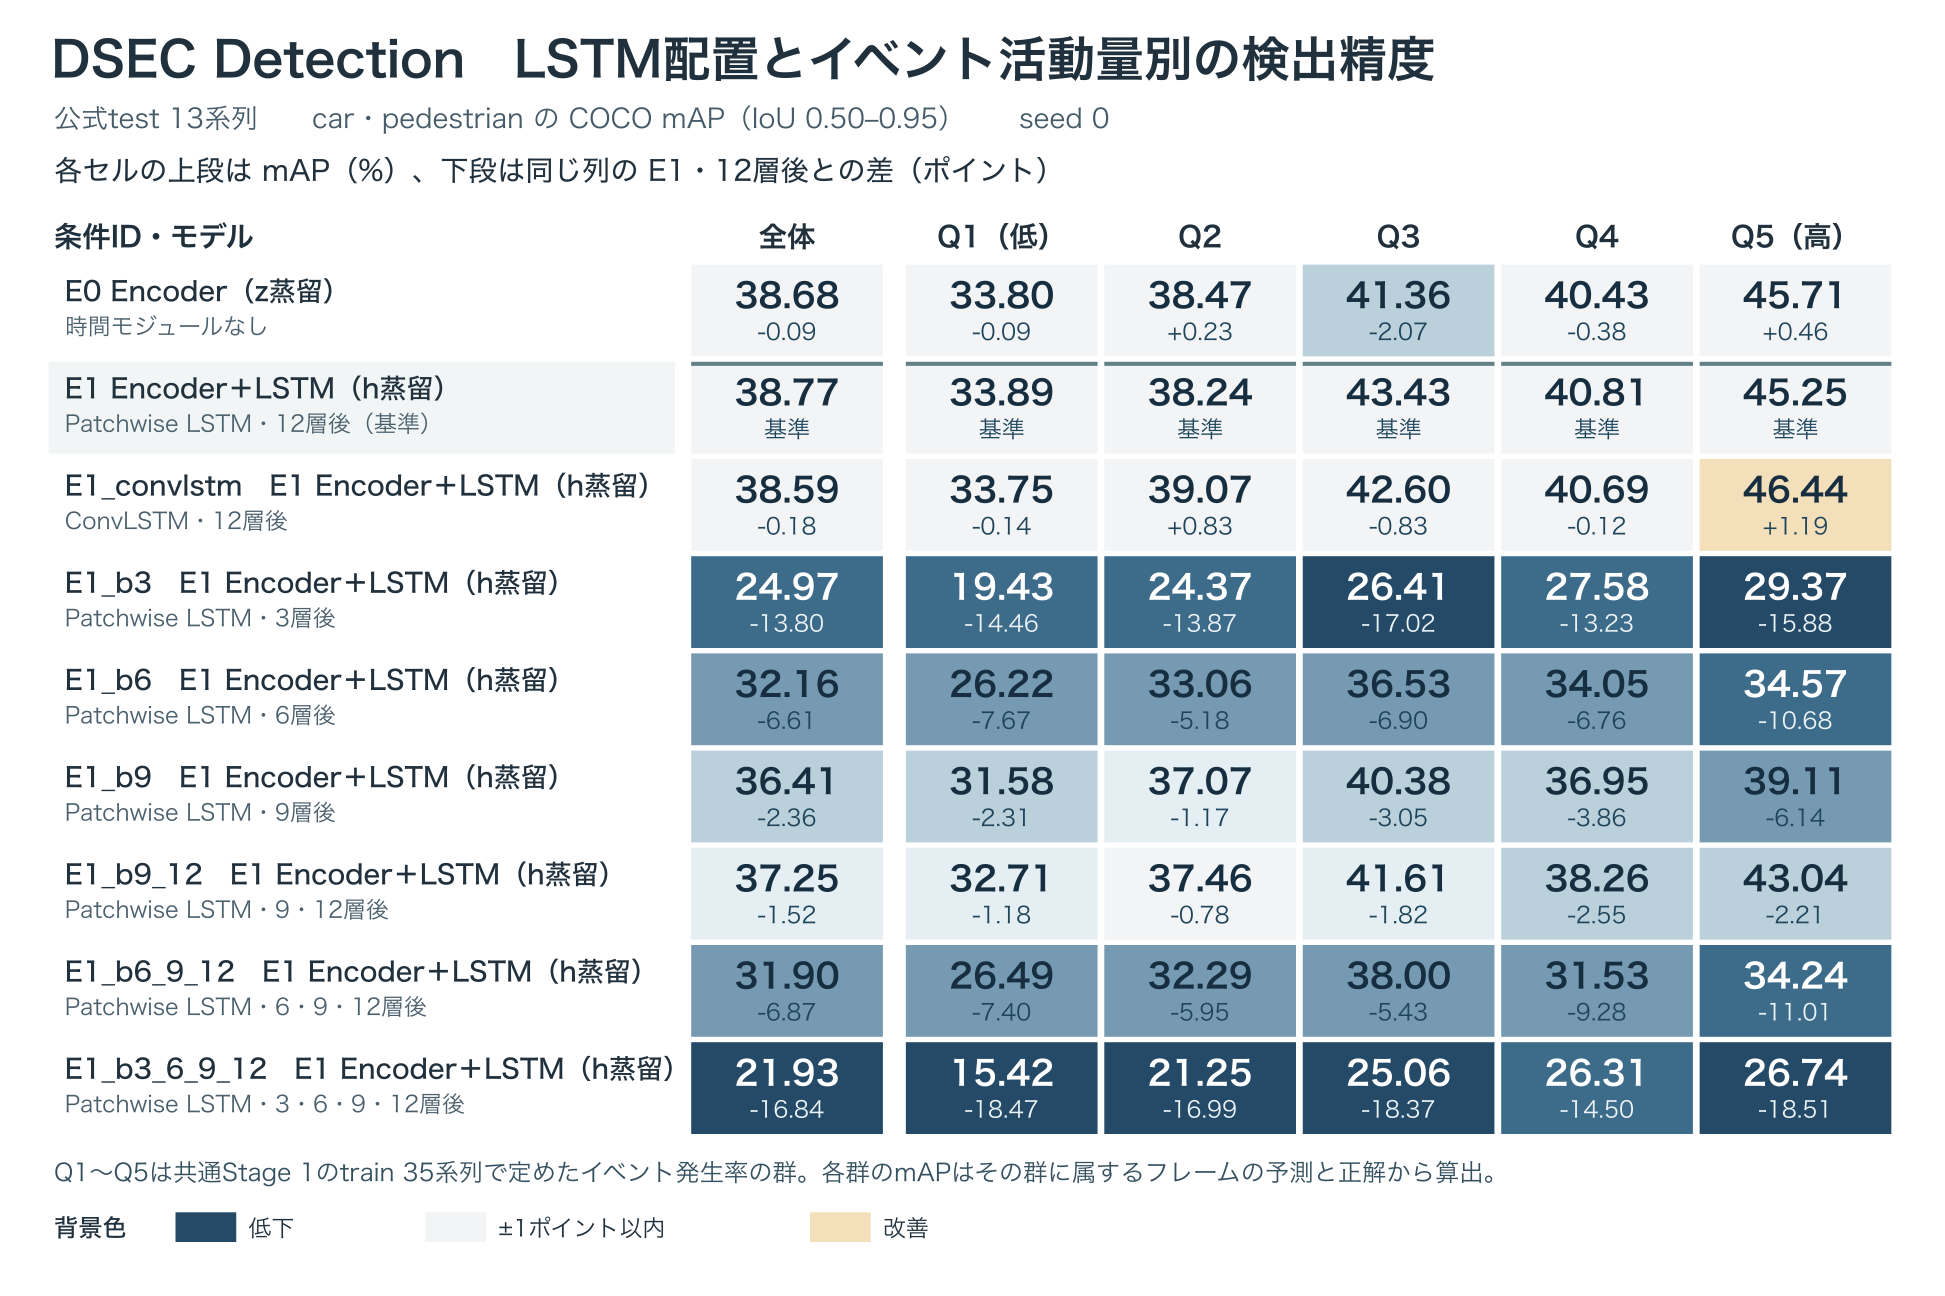 DSEC Detection　LSTM配置とイベント活動量別の検出精度
公式test 13系列　　car・pedestrian の COCO mAP（IoU 0.50–0.95）　　seed 0
各セルの上段は mAP（%）、下段は同じ列の E1・12層後との差（ポイント）
条件ID・モデル 全体 Q1（低） Q2 Q3 Q4 Q5（高）
E0 Encoder（z蒸留） 38.68 33.80 38.47 41.36 40.43 45.71
時間モジュールなし -0.09 -0.09 +0.23 -2.07 -0.38 +0.46
E1 Encoder＋LSTM（h蒸留） 38.77 33.89 38.24 43.43 40.81 45.25
Patchwise LSTM・12層後（基準） 基準 基準 基準 基準 基準 基準
E1_convlstm　E1 Encoder＋LSTM（h蒸留） 38.59 33.75 39.07 42.60 40.69 46.44
ConvLSTM・12層後 -0.18 -0.14 +0.83 -0.83 -0.12 +1.19
E1_b3　E1 Encoder＋LSTM（h蒸留） 24.97 19.43 24.37 26.41 27.58 29.37
Patchwise LSTM・3層後 -13.80 -14.46 -13.87 -17.02 -13.23 -15.88
E1_b6　E1 Encoder＋LSTM（h蒸留） 32.16 26.22 33.06 36.53 34.05 34.57
Patchwise LSTM・6層後 -6.61 -7.67 -5.18 -6.90 -6.76 -10.68
E1_b9　E1 Encoder＋LSTM（h蒸留） 36.41 31.58 37.07 40.38 36.95 39.11
Patchwise LSTM・9層後 -2.36 -2.31 -1.17 -3.05 -3.86 -6.14
E1_b9_12　E1 Encoder＋LSTM（h蒸留） 37.25 32.71 37.46 41.61 38.26 43.04
Patchwise LSTM・9・12層後 -1.52 -1.18 -0.78 -1.82 -2.55 -2.21
E1_b6_9_12　E1 Encoder＋LSTM（h蒸留） 31.90 26.49 32.29 38.00 31.53 34.24
Patchwise LSTM・6・9・12層後 -6.87 -7.40 -5.95 -5.43 -9.28 -11.01
E1_b3_6_9_12　E1 Encoder＋LSTM（h蒸留） 21.93 15.42 21.25 25.06 26.31 26.74
Patchwise LSTM・3・6・9・12層後 -16.84 -18.47 -16.99 -18.37 -14.50 -18.51
Q1～Q5は共通Stage 1のtrain 35系列で定めたイベント発生率の群。各群のmAPはその群に属するフレームの予測と正解から算出。
背景色 低下 ±1ポイント以内 改善